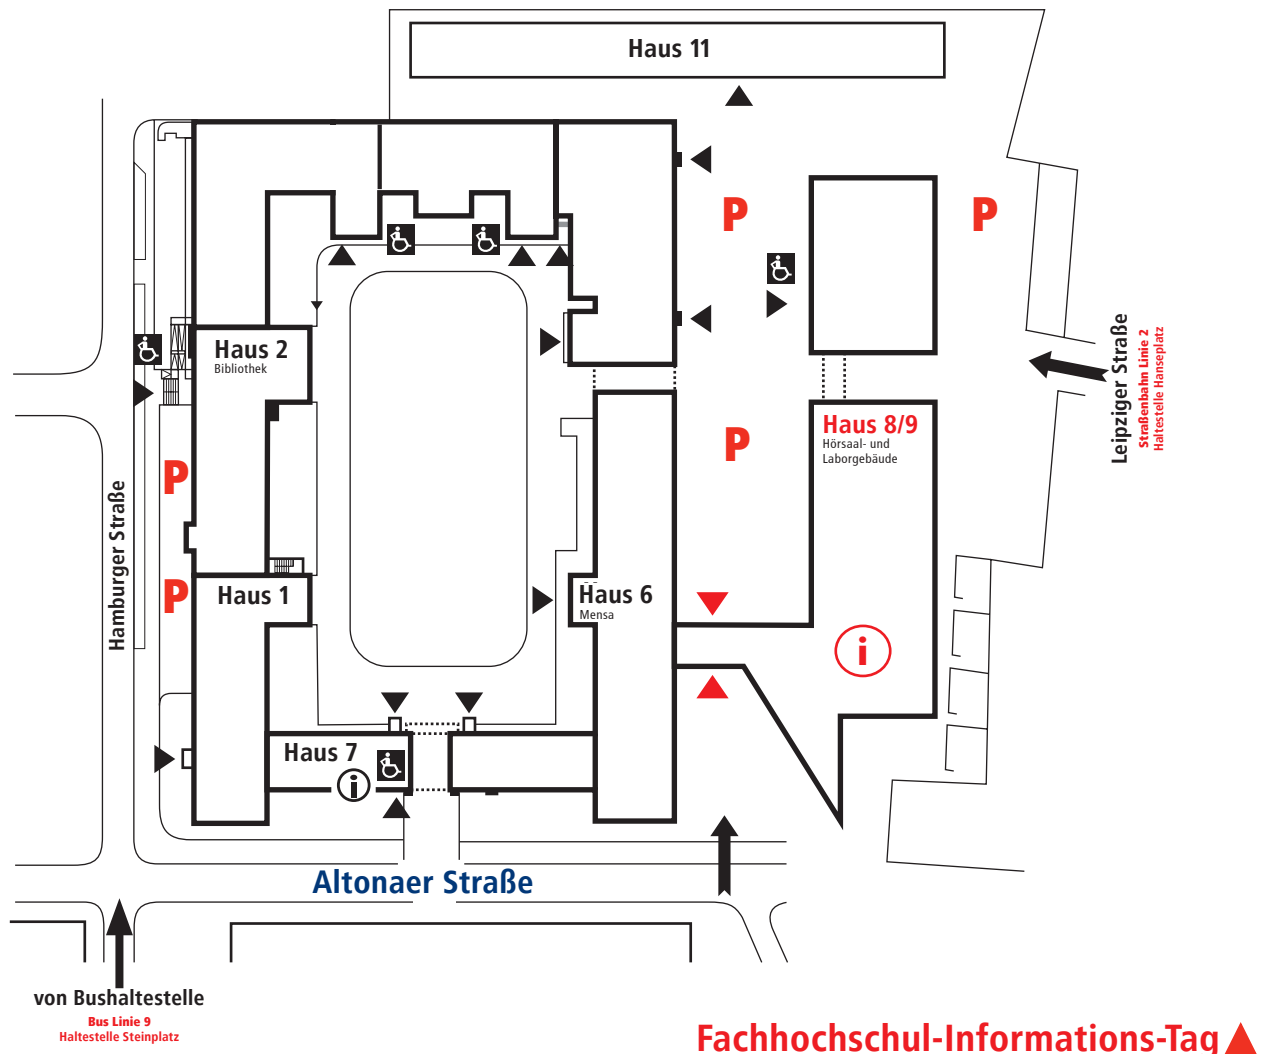 Haus 11
P
P
Haus 2
Bibliothek
Leipziger Straße
Straßenbahn Linie 2
Haltestelle Hanseplatz
P
Haus 8/9
Hörsaal- und
Laborgebäude
P
Hamburger Straße
P
Haus 1
Haus 6
Mensa
i
Haus 7
i
Altonaer Straße
von Bushaltestelle
Bus Linie 9
Haltestelle Steinplatz
Fachhochschul-Informations-Tag